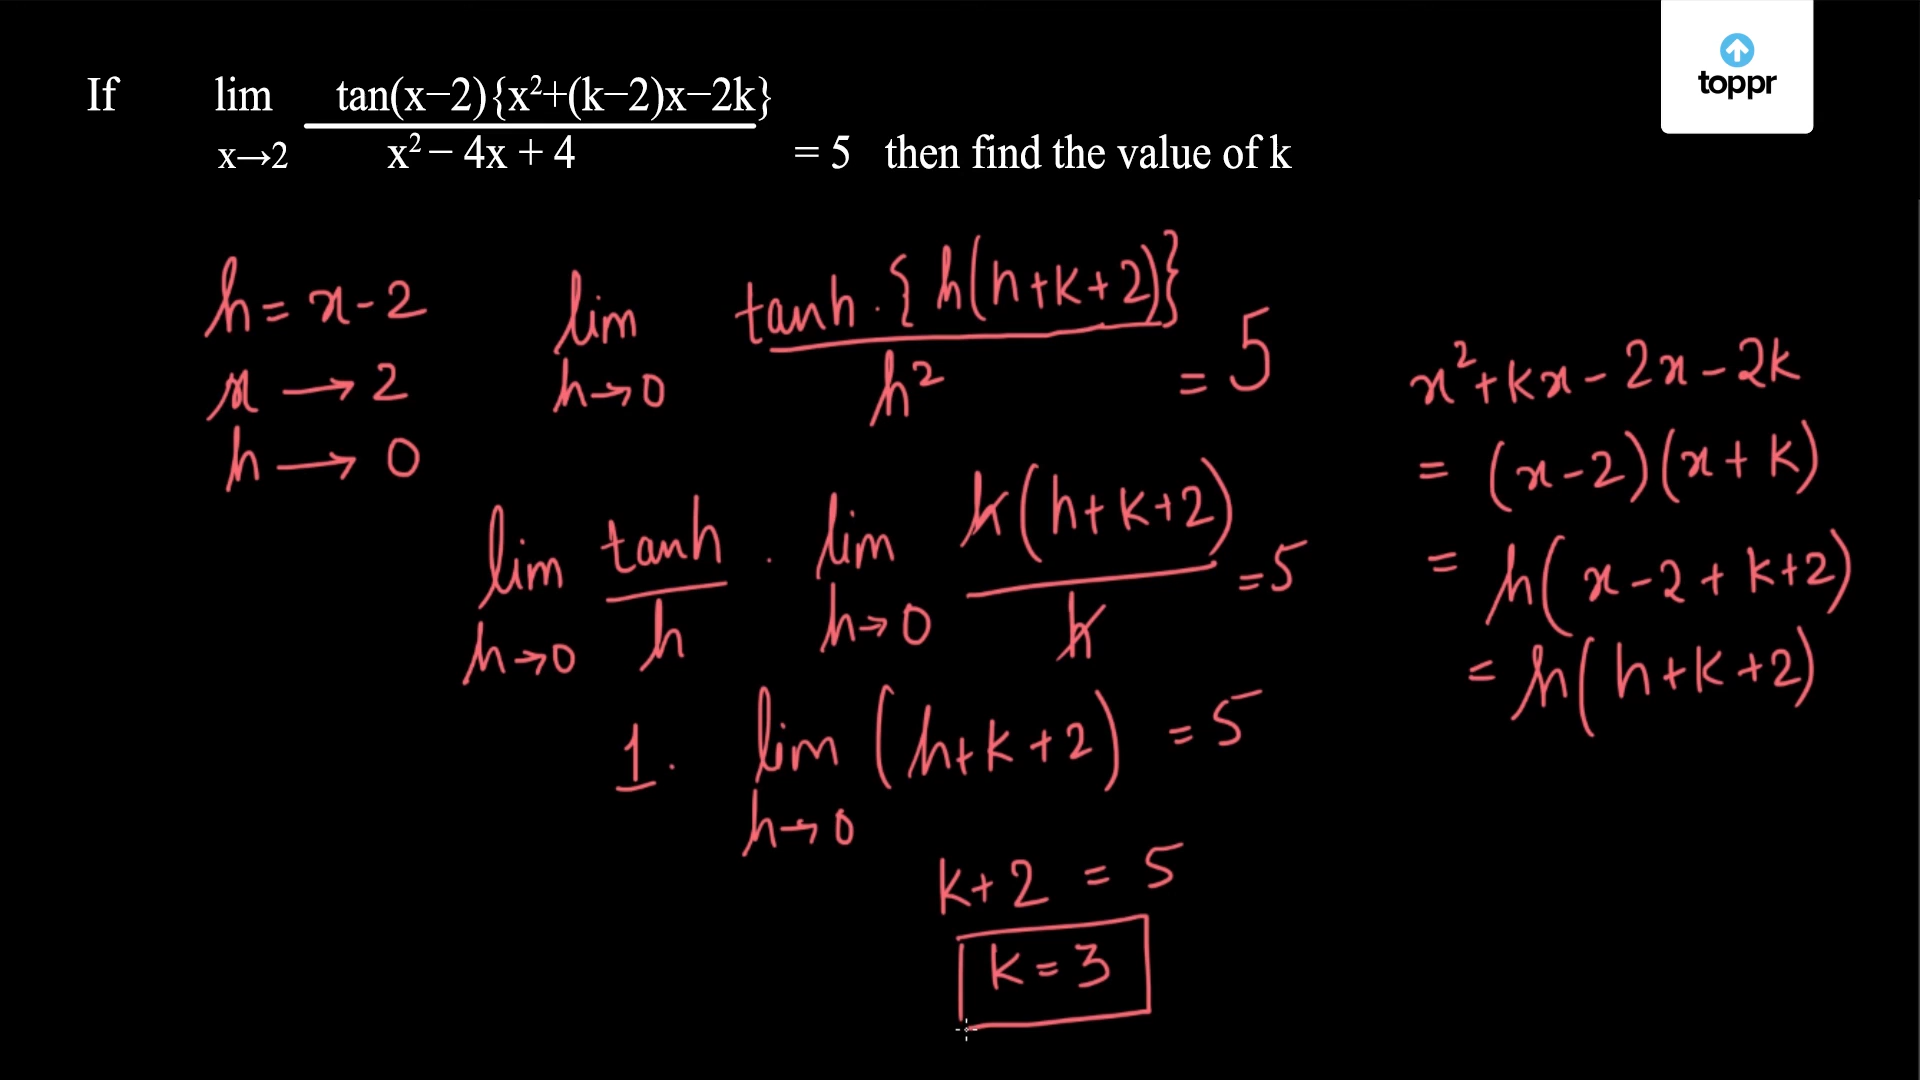 toppr
If lim tan(x−2){x²+(k−2)x−2k}
x→2 x² − 4x + 4 = 5 then find the value of k
h = x - 2 lim tanh . { h(h+k+2)}
x → 2 h→0 h² = 5
h → 0
x² + kx - 2x - 2k
= (x-2)(x+k)
= h( x-2 + k+2)
= h( h+k+2)
lim tanh . lim h(h+k+2)
h→0 h h→0 h = 5
1. lim (h+k+2) = 5
h→0
k+2 = 5
k = 3